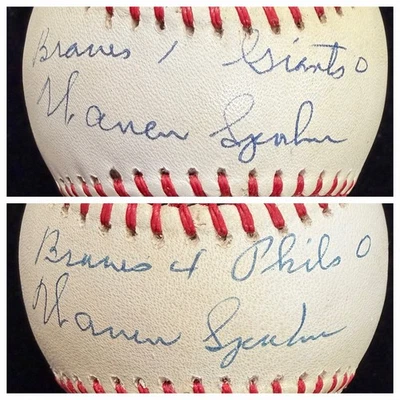 Braves 1 Giants 0
Warren Spahn
Braves 4 Phils 0
Warren Spahn